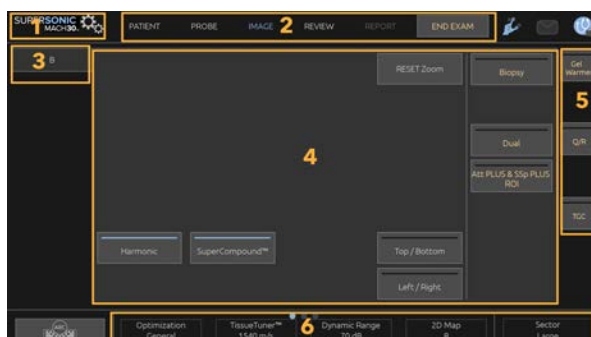 SUPERSONIC
MACH30
PATIENT PROBE IMAGE REVIEW REPORT END EXAM
1
2
3
B
4
5
6
RESET Zoom
Biopsy
Gel
Warmer
Dual
Q/R
Att PLUS & SSp PLUS
ROI
TGC
Harmonic
SuperCompound™
Top / Bottom
Left / Right
Optimization
General
TissueTuner™
1540 m/s
Dynamic Range
70 dB
2D Map
8
Sector
Large